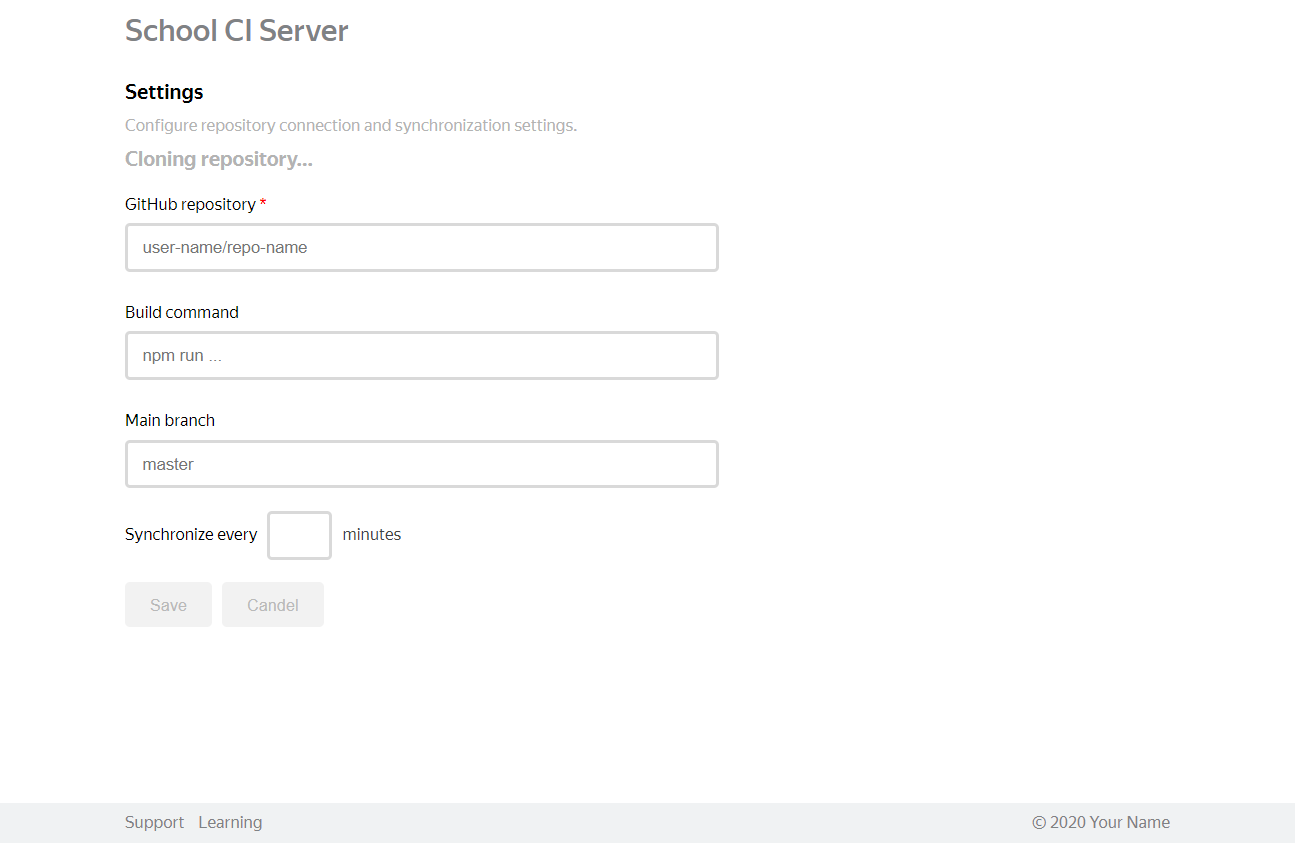 School CI Server
Settings
Configure repository connection and synchronization settings.
Cloning repository...
GitHub repository *
user-name/repo-name
Build command
npm run ...
Main branch
master
Synchronize every minutes
Save Candel
Support Learning © 2020 Your Name